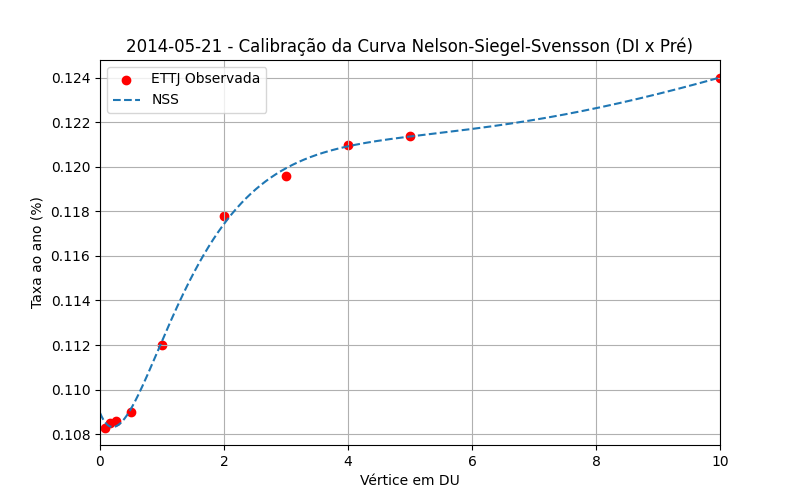 2014-05-21 - Calibração da Curva Nelson-Siegel-Svensson (DI x Pré)
ETTJ Observada
NSS
Taxa ao ano (%)
0.124
0.122
0.120
0.118
0.116
0.114
0.112
0.110
0.108
0 2 4 6 8 10
Vértice em DU